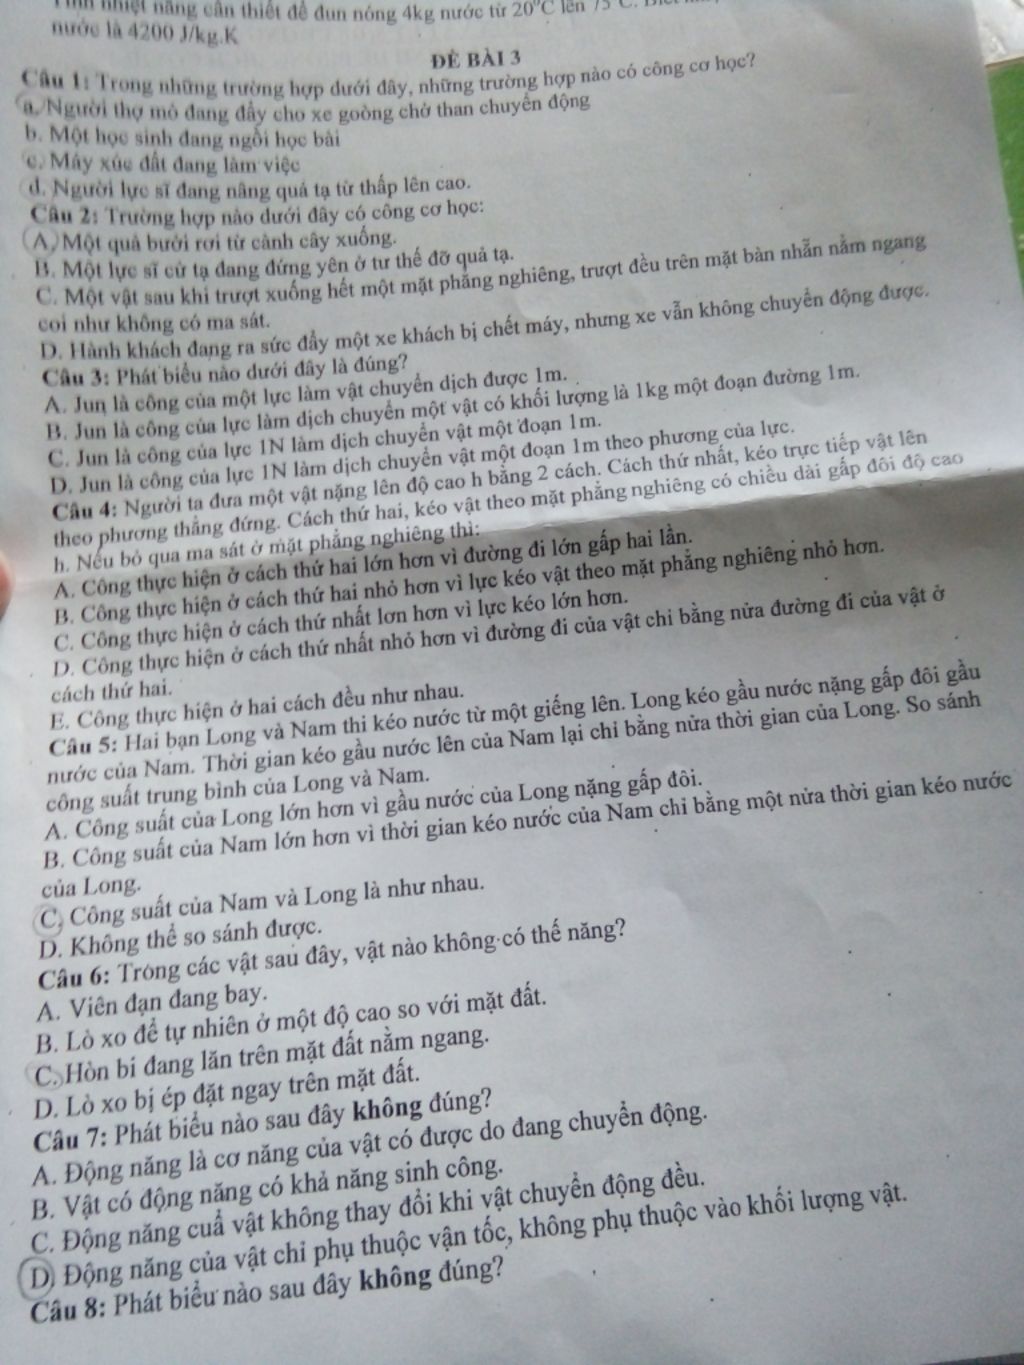 nhiệt năng cần thiết để đun nóng 4kg nước từ 20°C lên 75°C.
nước là 4200 J/kg.K
ĐỀ BÀI 3
Câu 1: Trong những trường hợp dưới đây, những trường hợp nào có công cơ học?
a. Người thợ mỏ đang đẩy cho xe goòng chở than chuyển động
b. Một học sinh đang ngồi học bài
c. Máy xúc đất đang làm việc
d. Người lực sĩ đang nâng quả tạ từ thấp lên cao.
Câu 2: Trường hợp nào dưới đây có công cơ học:
A. Một quả bưởi rơi từ cành cây xuống.
B. Một lực sĩ cử tạ đang đứng yên ở tư thế đỡ quả tạ.
C. Một vật sau khi trượt xuống hết một mặt phẳng nghiêng, trượt đều trên mặt bàn nhẵn nằm ngang
coi như không có ma sát.
D. Hành khách đang ra sức đẩy một xe khách bị chết máy, nhưng xe vẫn không chuyển động được.
Câu 3: Phát biểu nào dưới đây là đúng?
A. Jun là công của một lực làm vật chuyển dịch được 1m.
B. Jun là công của lực làm dịch chuyển một vật có khối lượng là 1kg một đoạn đường 1m.
C. Jun là công của lực 1N làm dịch chuyển vật một đoạn 1m.
D. Jun là công của lực 1N làm dịch chuyển vật một đoạn 1m theo phương của lực.
Câu 4: Người ta đưa một vật nặng lên độ cao h bằng 2 cách. Cách thứ nhất, kéo trực tiếp vật lên
theo phương thẳng đứng. Cách thứ hai, kéo vật theo mặt phẳng nghiêng có chiều dài gấp đôi độ cao
h. Nếu bỏ qua ma sát ở mặt phẳng nghiêng thì:
A. Công thực hiện ở cách thứ hai lớn hơn vì đường đi lớn gấp hai lần.
B. Công thực hiện ở cách thứ hai nhỏ hơn vì lực kéo vật theo mặt phẳng nghiêng nhỏ hơn.
C. Công thực hiện ở cách thứ nhất lơn hơn vì lực kéo lớn hơn.
D. Công thực hiện ở cách thứ nhất nhỏ hơn vì đường đi của vật chỉ bằng nửa đường đi của vật ở
cách thứ hai.
E. Công thực hiện ở hai cách đều như nhau.
Câu 5: Hai bạn Long và Nam thi kéo nước từ một giếng lên. Long kéo gầu nước nặng gấp đôi gầu
nước của Nam. Thời gian kéo gầu nước lên của Nam lại chỉ bằng nửa thời gian của Long. So sánh
công suất trung bình của Long và Nam.
A. Công suất của Long lớn hơn vì gầu nước của Long nặng gấp đôi.
B. Công suất của Nam lớn hơn vì thời gian kéo nước của Nam chỉ bằng một nửa thời gian kéo nước
của Long.
C. Công suất của Nam và Long là như nhau.
D. Không thể so sánh được.
Câu 6: Trong các vật sau đây, vật nào không có thế năng?
A. Viên đạn đang bay.
B. Lò xo để tự nhiên ở một độ cao so với mặt đất.
C. Hòn bi đang lăn trên mặt đất nằm ngang.
D. Lò xo bị ép đặt ngay trên mặt đất.
Câu 7: Phát biểu nào sau đây không đúng?
A. Động năng là cơ năng của vật có được do đang chuyển động.
B. Vật có động năng có khả năng sinh công.
C. Động năng cuả vật không thay đổi khi vật chuyển động đều.
D. Động năng của vật chỉ phụ thuộc vận tốc, không phụ thuộc vào khối lượng vật.
Câu 8: Phát biểu nào sau đây không đúng?